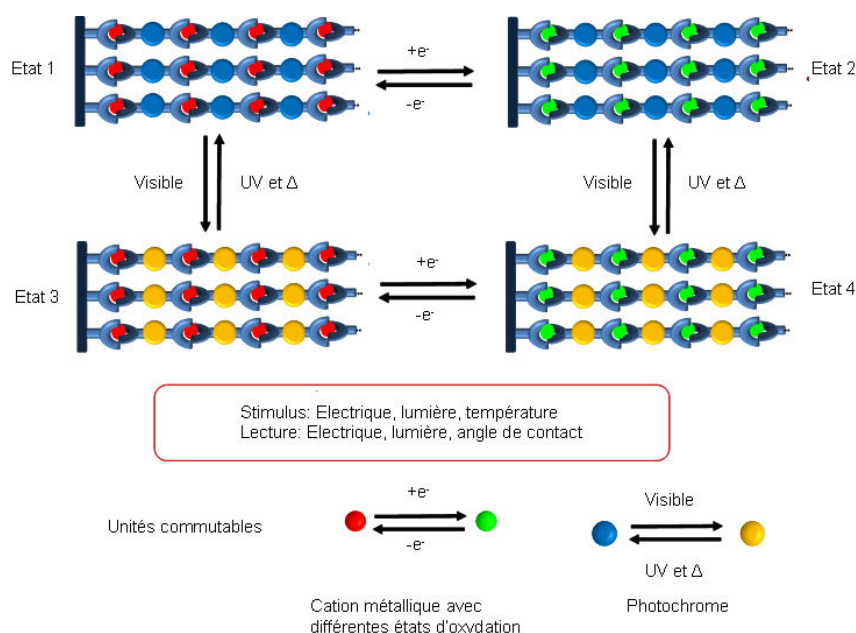 +e-
Etat 1
Etat 2
-e-
Visible
UV et Δ
Visible
UV et Δ
+e-
Etat 3
Etat 4
-e-
Stimulus: Electrique, lumière, température
Lecture: Electrique, lumière, angle de contact
+e-
Visible
Unités commutables
-e-
UV et Δ
Cation métallique avec
différentes états d'oxydation
Photochrome